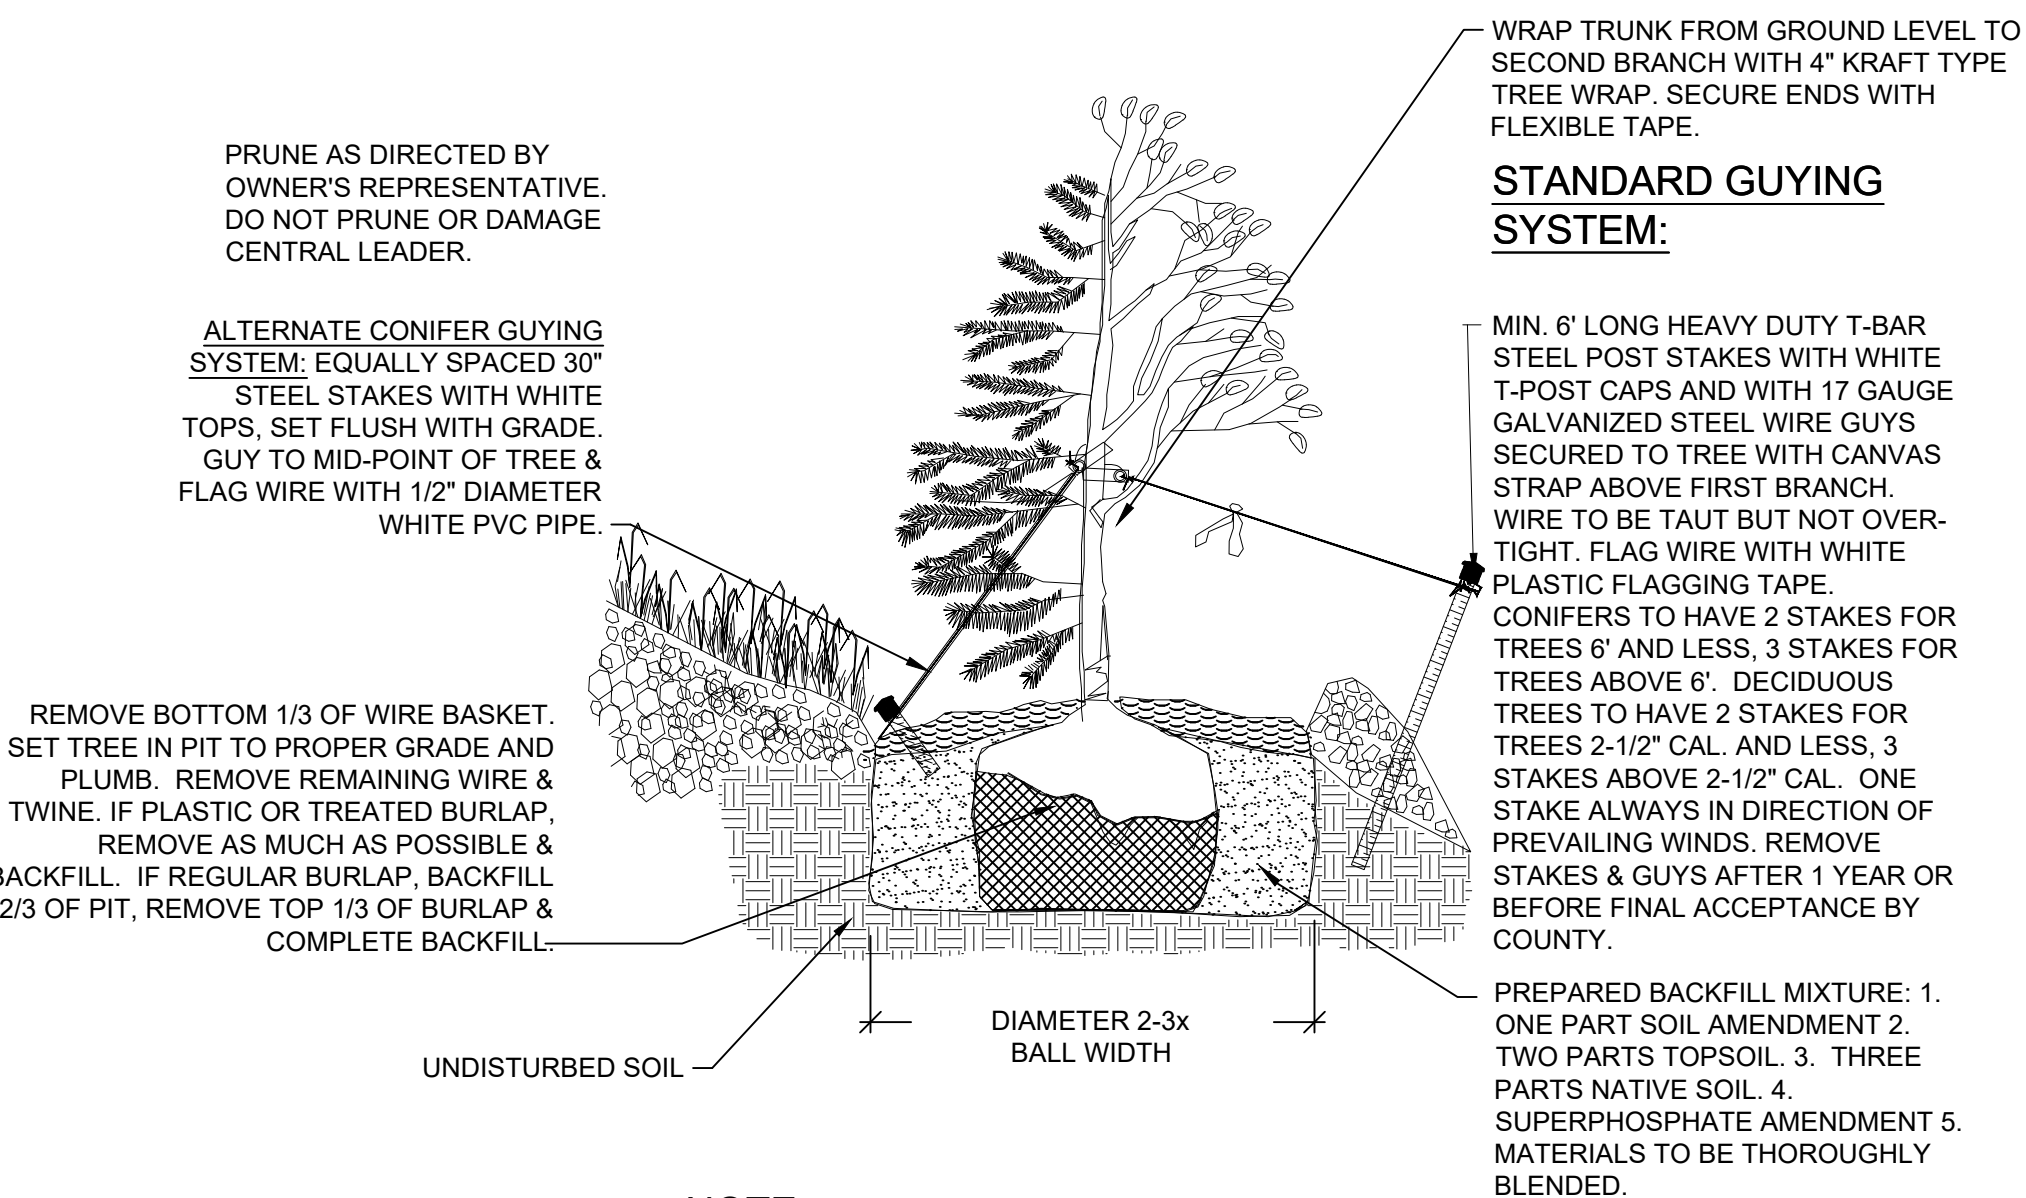 WRAP TRUNK FROM GROUND LEVEL TO
SECOND BRANCH WITH 4" KRAFT TYPE
TREE WRAP. SECURE ENDS WITH
FLEXIBLE TAPE.
STANDARD GUYING
SYSTEM:
PRUNE AS DIRECTED BY
OWNER'S REPRESENTATIVE.
DO NOT PRUNE OR DAMAGE
CENTRAL LEADER.
ALTERNATE CONIFER GUYING
SYSTEM: EQUALLY SPACED 30"
STEEL STAKES WITH WHITE
TOPS, SET FLUSH WITH GRADE.
GUY TO MID-POINT OF TREE &
FLAG WIRE WITH 1/2" DIAMETER
WHITE PVC PIPE.
MIN. 6' LONG HEAVY DUTY T-BAR
STEEL POST STAKES WITH WHITE
T-POST CAPS AND WITH 17 GAUGE
GALVANIZED STEEL WIRE GUYS
SECURED TO TREE WITH CANVAS
STRAP ABOVE FIRST BRANCH.
WIRE TO BE TAUT BUT NOT OVER-
TIGHT. FLAG WIRE WITH WHITE
PLASTIC FLAGGING TAPE.
CONIFERS TO HAVE 2 STAKES FOR
TREES 6' AND LESS, 3 STAKES FOR
TREES ABOVE 6'. DECIDUOUS
TREES TO HAVE 2 STAKES FOR
TREES 2-1/2" CAL. AND LESS, 3
STAKES ABOVE 2-1/2" CAL. ONE
STAKE ALWAYS IN DIRECTION OF
PREVAILING WINDS. REMOVE
STAKES & GUYS AFTER 1 YEAR OR
BEFORE FINAL ACCEPTANCE BY
COUNTY.
REMOVE BOTTOM 1/3 OF WIRE BASKET.
SET TREE IN PIT TO PROPER GRADE AND
PLUMB. REMOVE REMAINING WIRE &
TWINE. IF PLASTIC OR TREATED BURLAP,
REMOVE AS MUCH AS POSSIBLE &
BACKFILL. IF REGULAR BURLAP, BACKFILL
2/3 OF PIT, REMOVE TOP 1/3 OF BURLAP &
COMPLETE BACKFILL.
UNDISTURBED SOIL
DIAMETER 2-3x
BALL WIDTH
PREPARED BACKFILL MIXTURE: 1.
ONE PART SOIL AMENDMENT 2.
TWO PARTS TOPSOIL. 3. THREE
PARTS NATIVE SOIL. 4.
SUPERPHOSPHATE AMENDMENT 5.
MATERIALS TO BE THOROUGHLY
BLENDED.